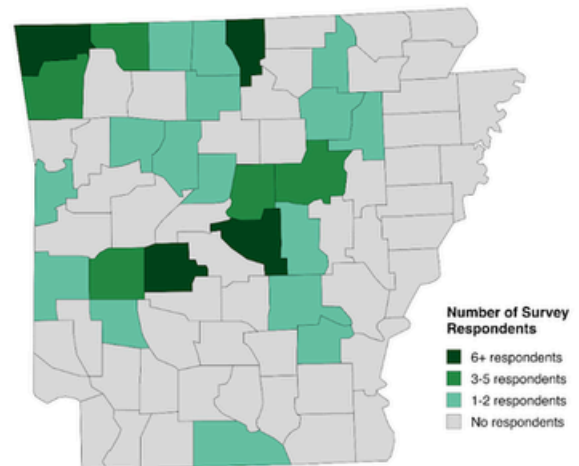 Number of Survey
Respondents
6+ respondents
3-5 respondents
1-2 respondents
No respondents